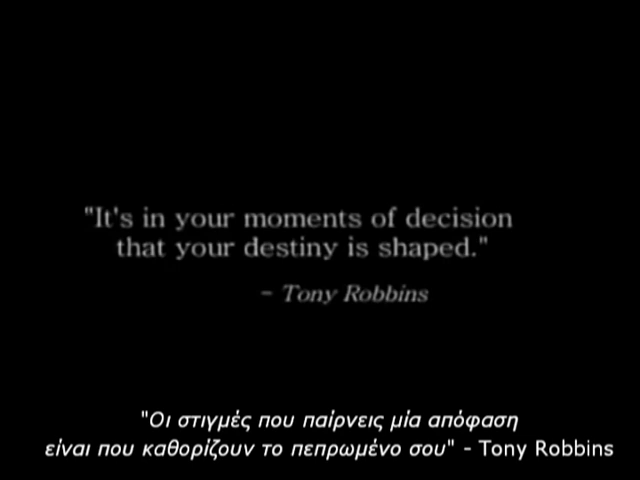 "It's in your moments of decision
that your destiny is shaped."
- Tony Robbins
"Οι στιγμές που παίρνεις μία απόφαση
είναι που καθορίζουν το πεπρωμένο σου" - Tony Robbins